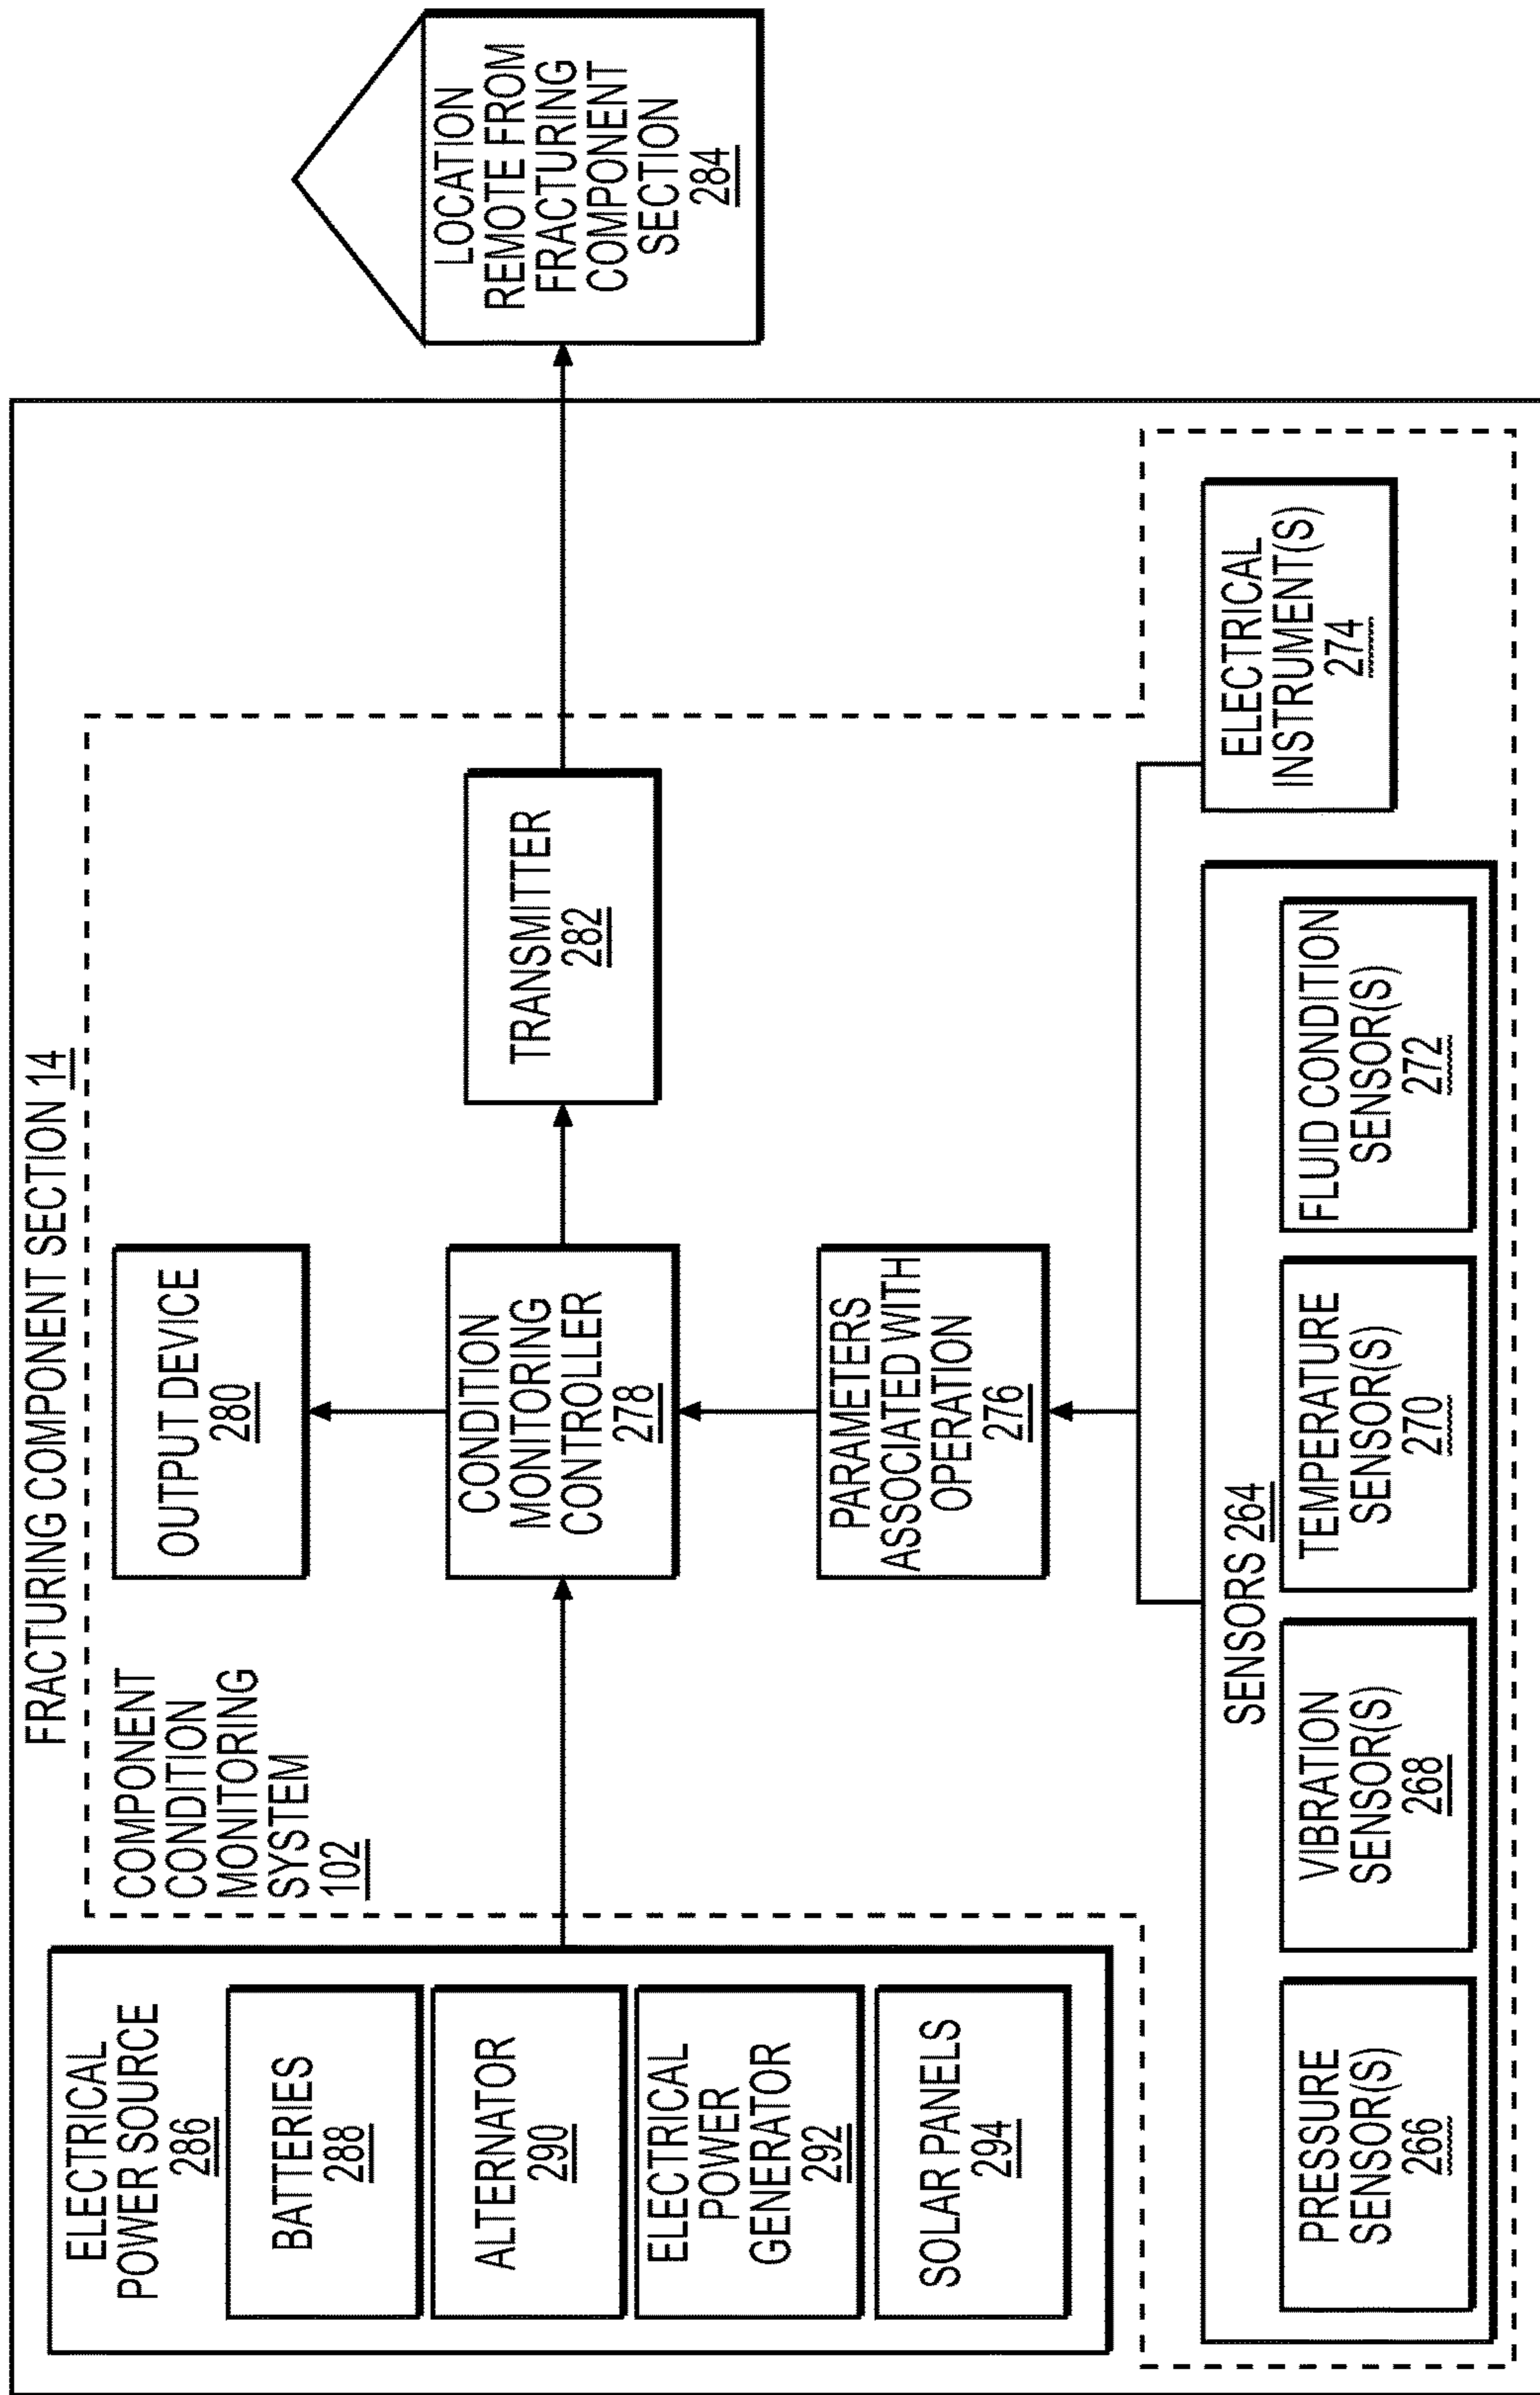 FRACTURING COMPONENT SECTION 14
ELECTRICAL
POWER SOURCE
286
BATTERIES
288
ALTERNATOR
290
ELECTRICAL
POWER
GENERATOR
292
SOLAR PANELS
294
COMPONENT
CONDITION
MONITORING
SYSTEM
102
OUTPUT DEVICE
280
CONDITION
MONITORING
CONTROLLER
278
TRANSMITTER
282
LOCATION
REMOTE FROM
FRACTURING
COMPONENT
SECTION
284
PARAMETERS
ASSOCIATED WITH
OPERATION
276
SENSORS 264
PRESSURE
SENSOR(S)
266
VIBRATION
SENSOR(S)
268
TEMPERATURE
SENSOR(S)
270
FLUID CONDITION
SENSOR(S)
272
ELECTRICAL
INSTRUMENT(S)
274